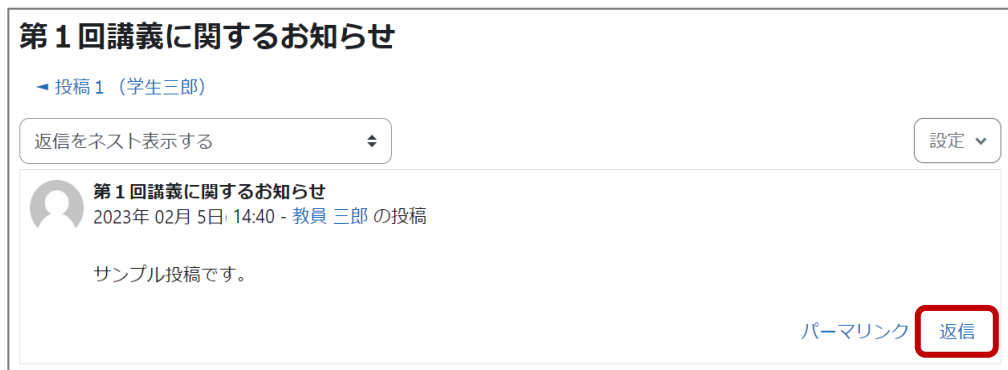 第１回講義に関するお知らせ
◄ 投稿１（学生三郎）
返信をネスト表示する 設定
第１回講義に関するお知らせ
2023年 02月 5日 14:40 - 教員 三郎 の投稿
サンプル投稿です。
パーマリンク 返信